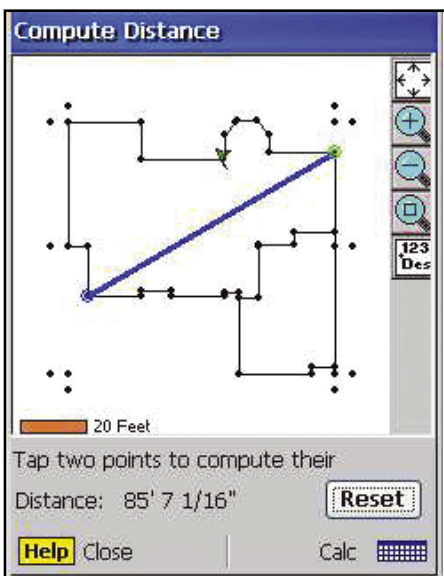 Compute Distance
123
Des
20 Feet
Tap two points to compute their
Distance: 85' 7 1/16"
Reset
Help Close
Calc